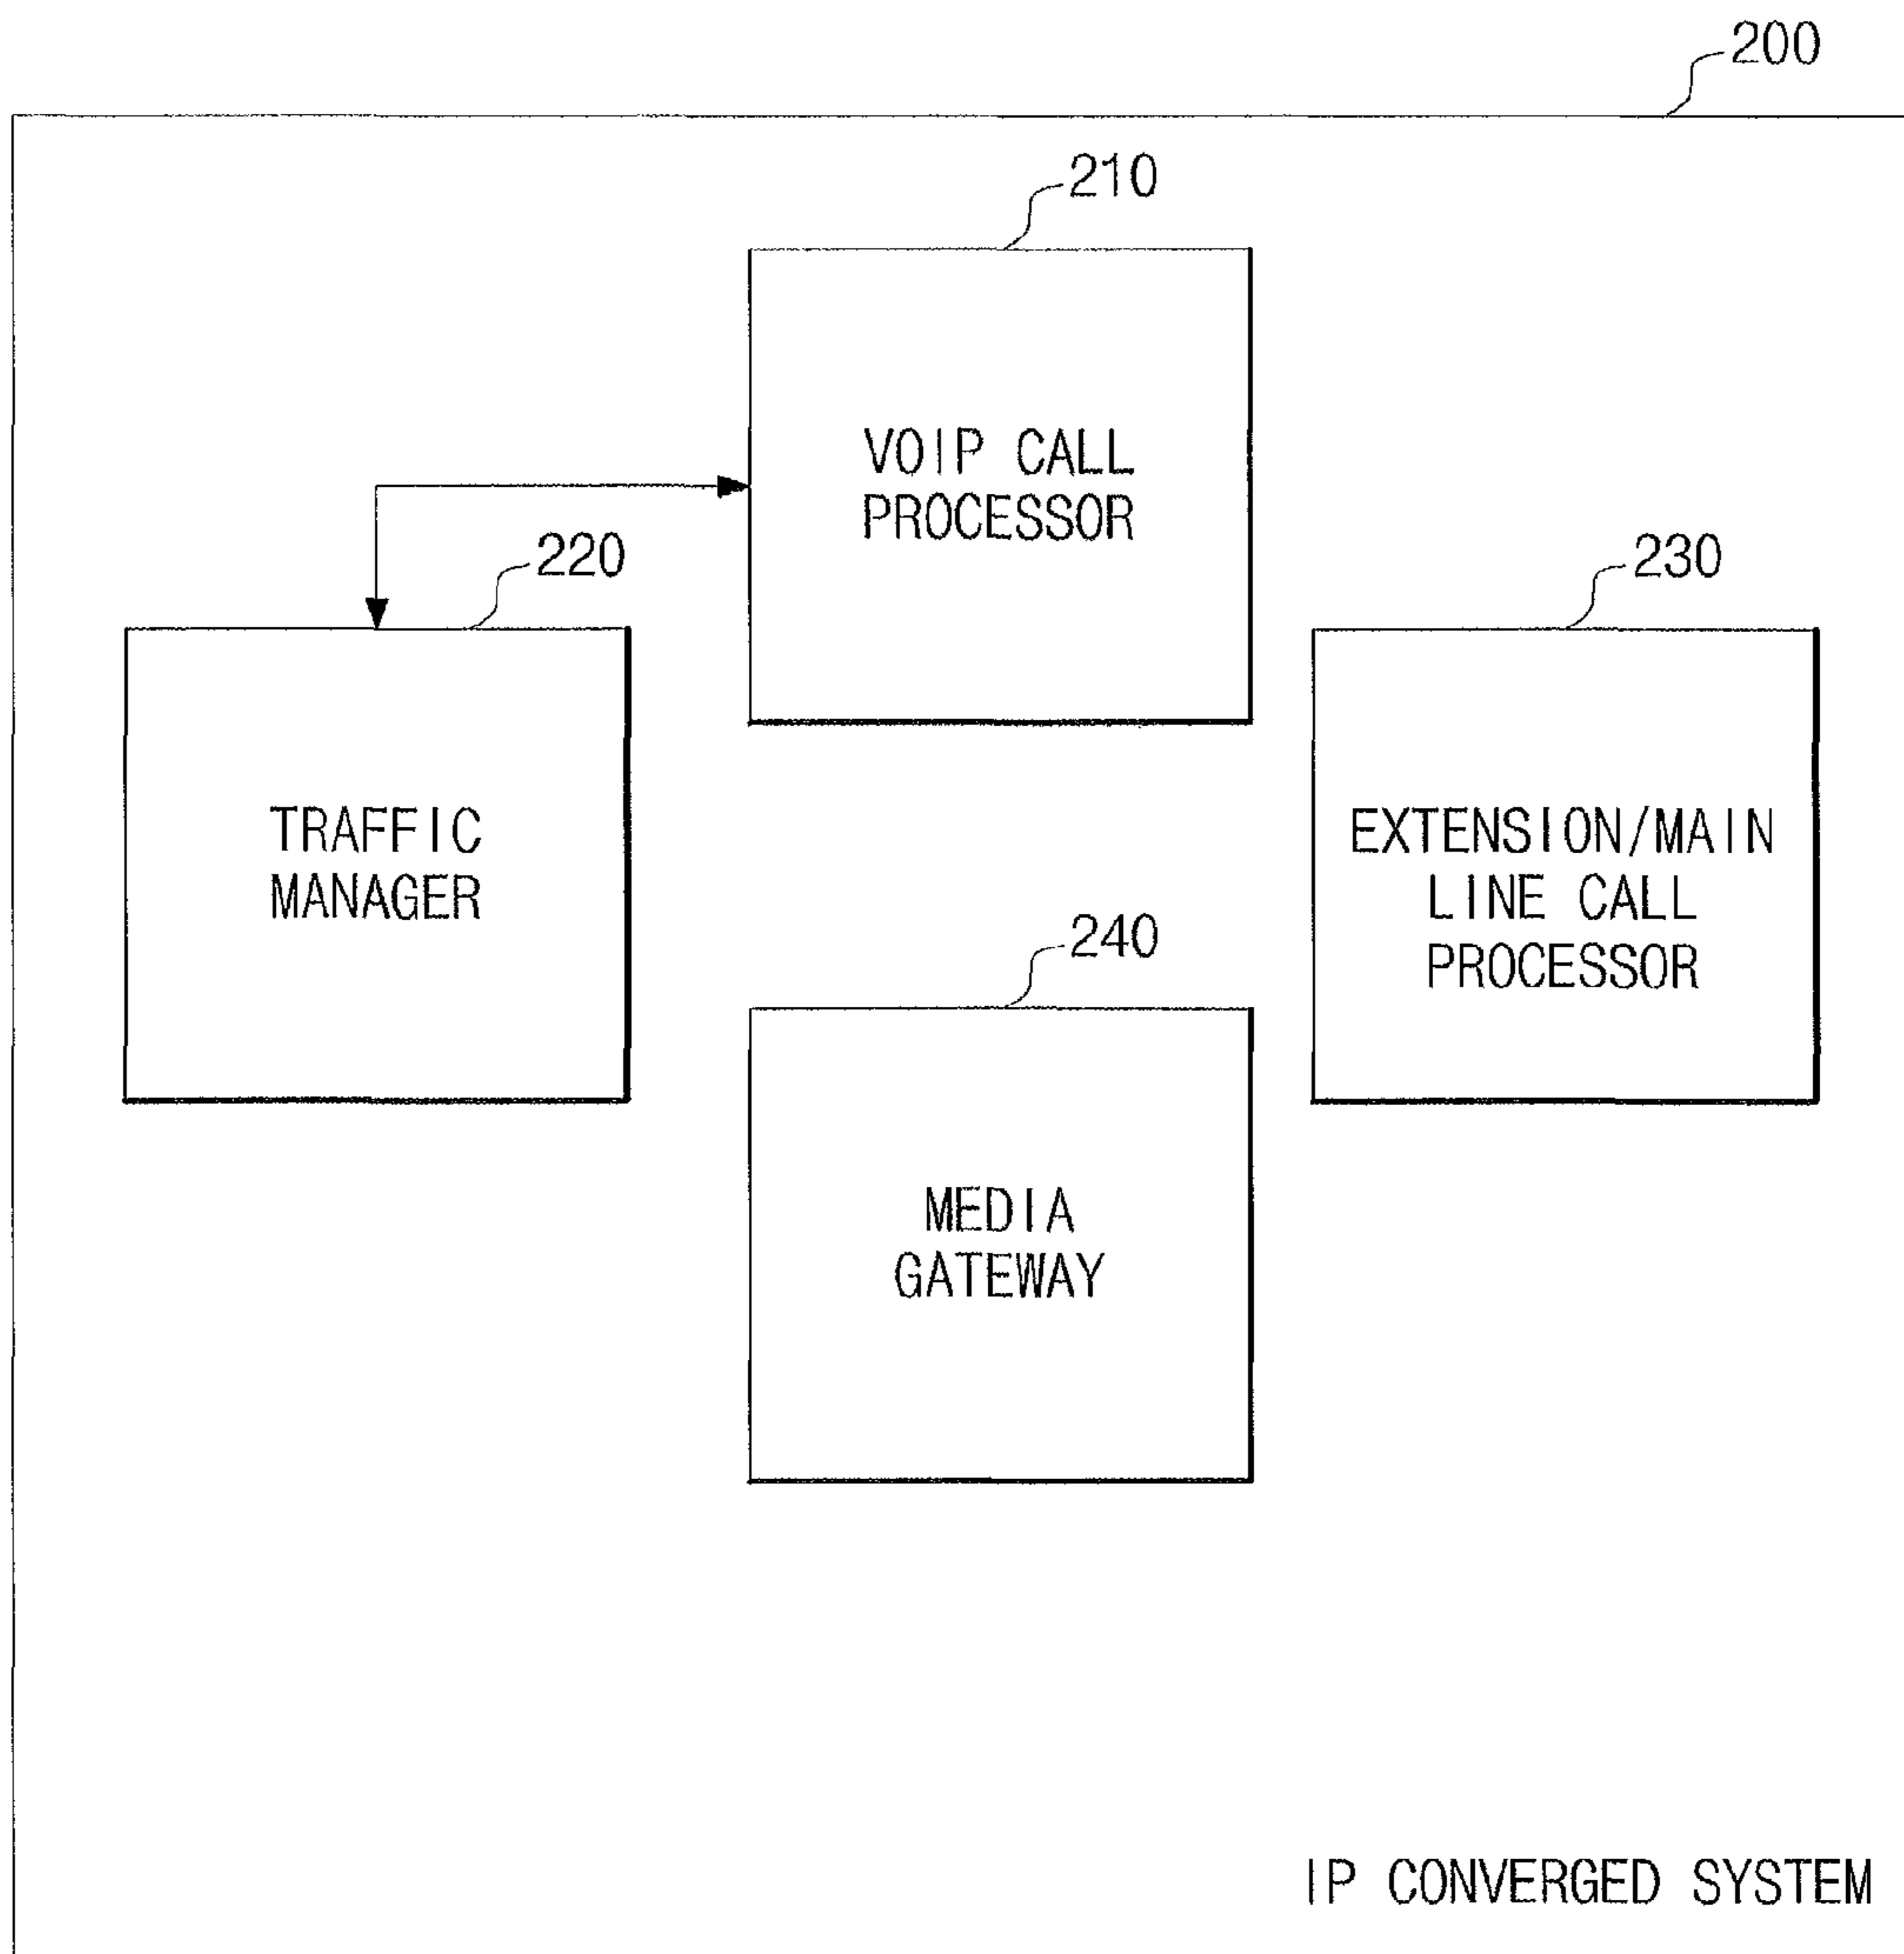 200
210
VOIP CALL
PROCESSOR
220
230
TRAFFIC
MANAGER
EXTENSION/MAIN
LINE CALL
PROCESSOR
240
MEDIA
GATEWAY
IP CONVERGED SYSTEM